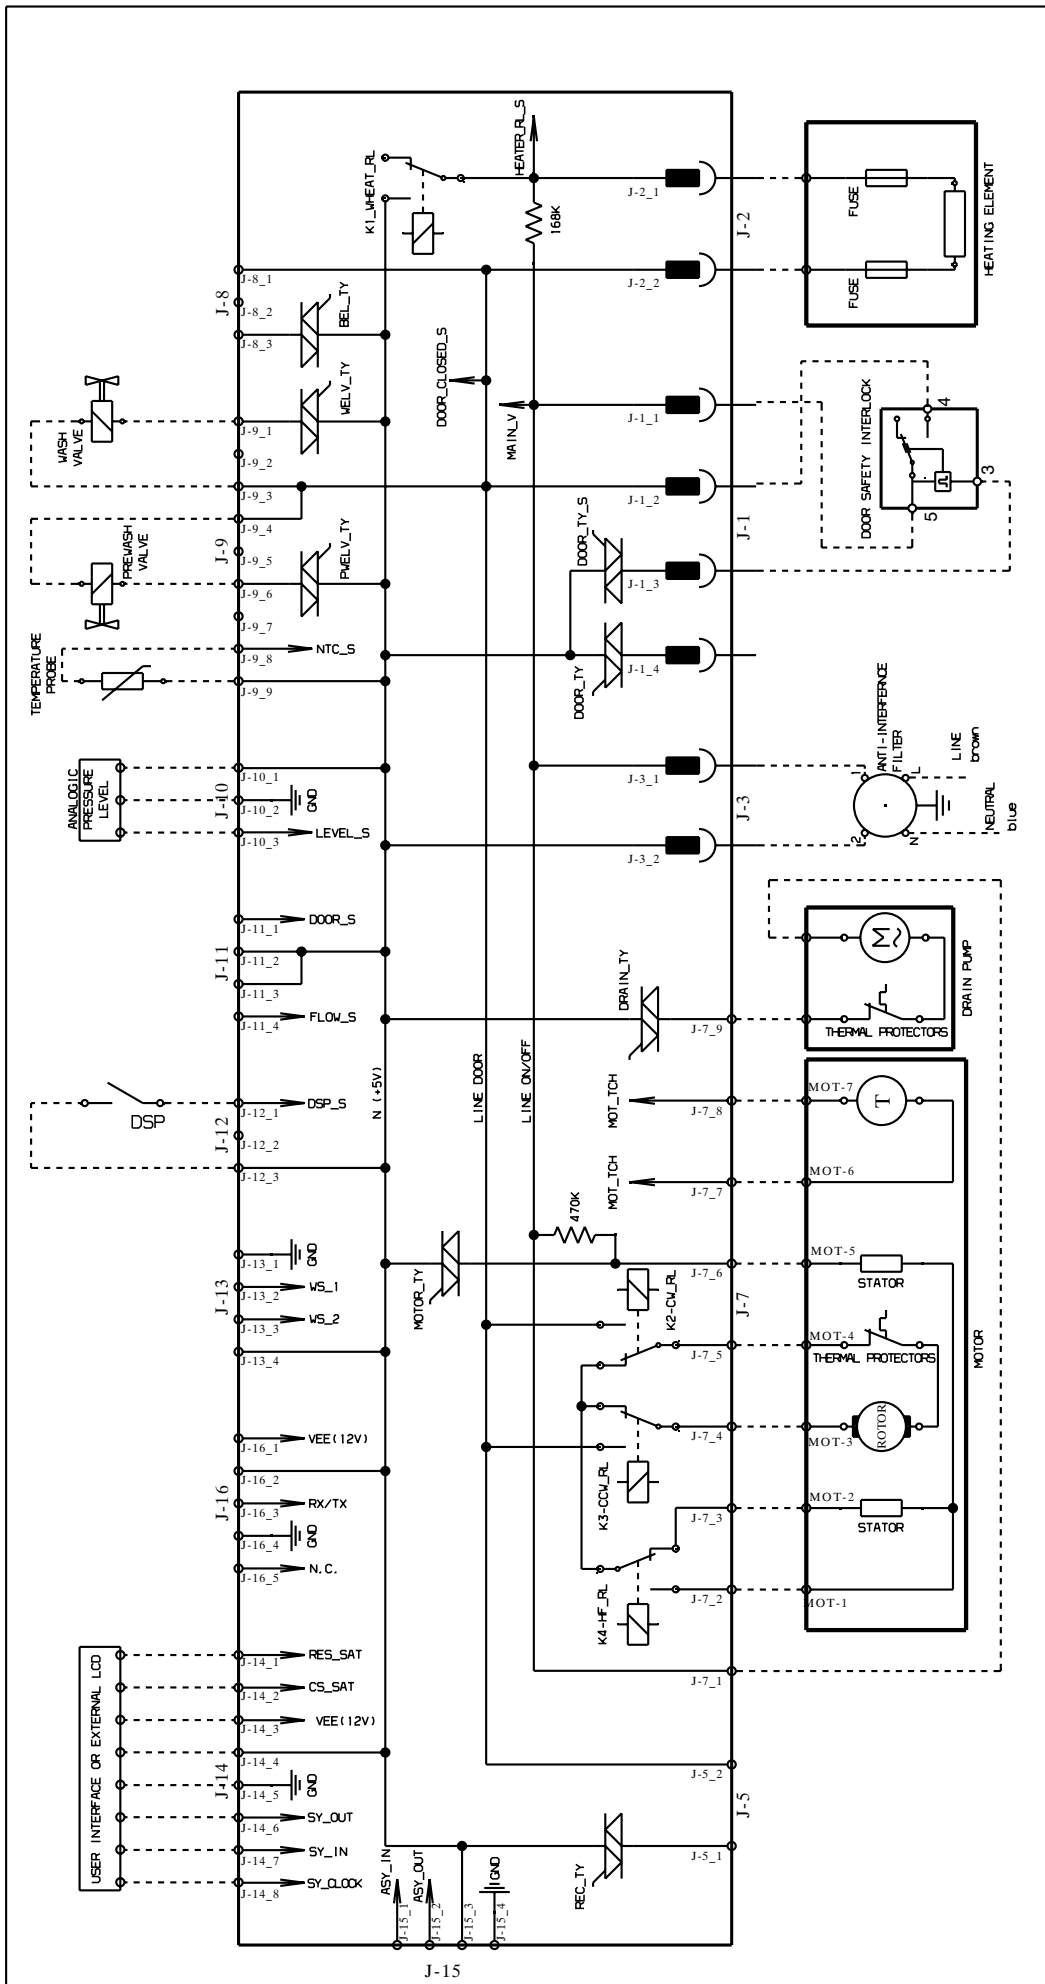 HEATER_RL_S
K1_WHEAT_RL
168K
J-2_1
J-2
J-2_2
FUSE
FUSE
HEATING ELEMENT
J-8
J-8_1
J-8_2
J-8_3
BEL_TY
WELV_TY
DOOR_CLOSED_S
MAIN_V
WASH
VALVE
J-9_1
J-9_2
J-9_3
J-9_4
J-9
J-9_5
J-9_6
J-9_7
J-9_8
J-9_9
PREWASH
VALVE
PWELV_TY
NTC_S
TEMPERATURE
PROBE
J-1_1
J-1_2
J-1
J-1_3
J-1_4
DOOR_TY_S
DOOR_TY
DOOR SAFETY INTERLOCK
4
3
5
ANALOGIC
PRESSURE
LEVEL
J-10
J-10_1
J-10_2
J-10_3
GND
LEVEL_S
J-3_1
J-3
J-3_2
ANTI-INTERFERNCE
FILTER
1
L
2
N
LINE
brown
NEUTRAL
blue
J-11
J-11_1
J-11_2
J-11_3
J-11_4
DOOR_S
FLOW_S
DRAIN_TY
J-7_9
M
THERMAL PROTECTORS
DRAIN PUMP
N (+5V)
LINE DOOR
LINE ON/OFF
DSP
J-12
J-12_1
J-12_2
J-12_3
DSP_S
MOT_TCH
J-7_8
MOT_TCH
J-7_7
MOT-7
T
MOT-6
470K
J-13
J-13_1
J-13_2
J-13_3
J-13_4
GND
WS_1
WS_2
MOTOR_TY
K2-CW_RL
J-7_6
J-7
J-7_5
J-7_4
J-7_3
J-7_2
J-7_1
MOT-5
STATOR
MOT-4
THERMAL PROTECTORS
MOTOR
MOT-3
ROTOR
MOT-2
STATOR
MOT-1
K3-CCW_RL
K4-HF_RL
J-16
J-16_1
J-16_2
J-16_3
J-16_4
J-16_5
VEE(12V)
RX/TX
GND
N.C.
USER INTERFACE OR EXTERNAL LCD
J-14
J-14_1
J-14_2
J-14_3
J-14_4
J-14_5
J-14_6
J-14_7
J-14_8
RES_SAT
CS_SAT
VEE(12V)
GND
SY_OUT
SY_IN
SY_CLOCK
J-5_2
J-5
J-5_1
REC_TY
ASY_IN
ASY_OUT
GND
J-15_1
J-15_2
J-15_3
J-15_4
J-15